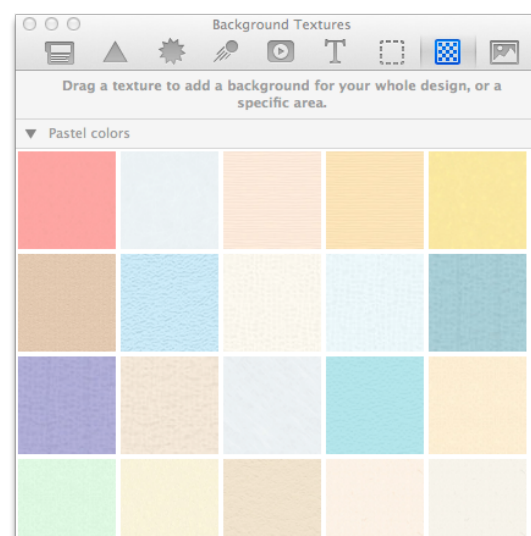 Background Textures
T
Drag a texture to add a background for your whole design, or a
specific area.
Pastel colors